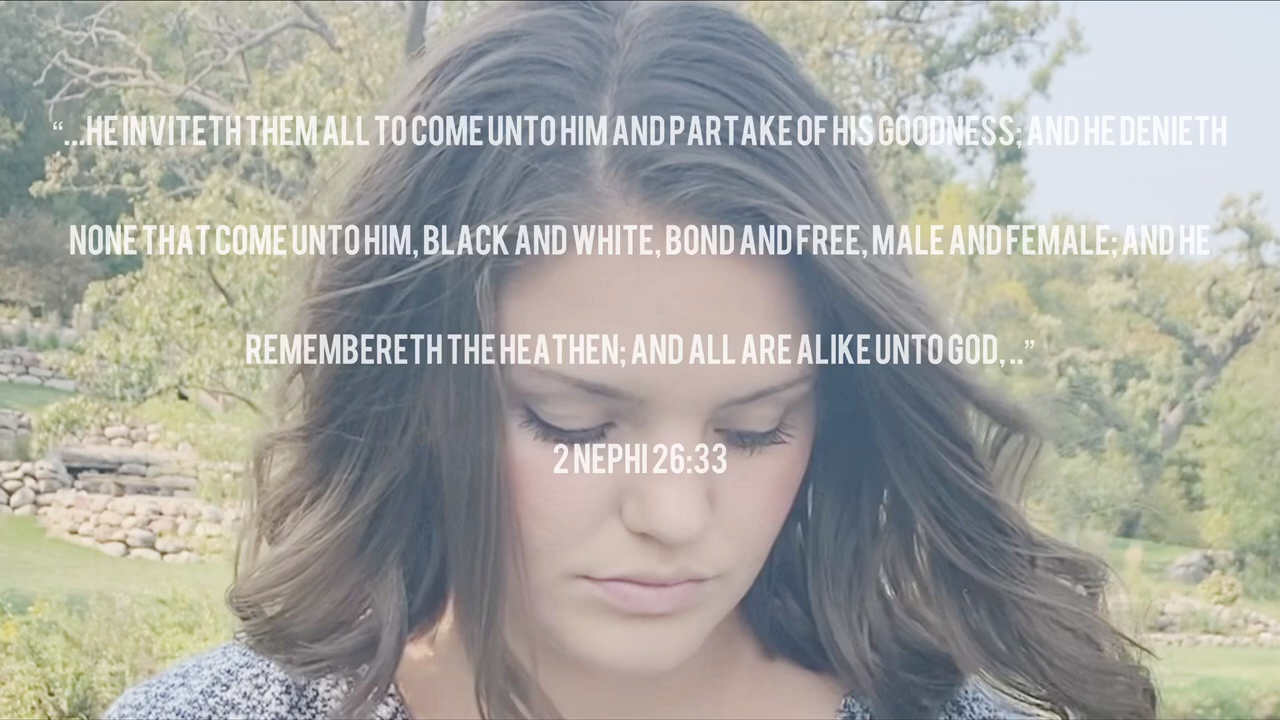 “...HE INVITETH THEM ALL TO COME UNTO HIM AND PARTAKE OF HIS GOODNESS; AND HE DENIETH
NONE THAT COME UNTO HIM, BLACK AND WHITE, BOND AND FREE, MALE AND FEMALE; AND HE
REMEMBERETH THE HEATHEN; AND ALL ARE ALIKE UNTO GOD, ..”
2 NEPHI 26:33